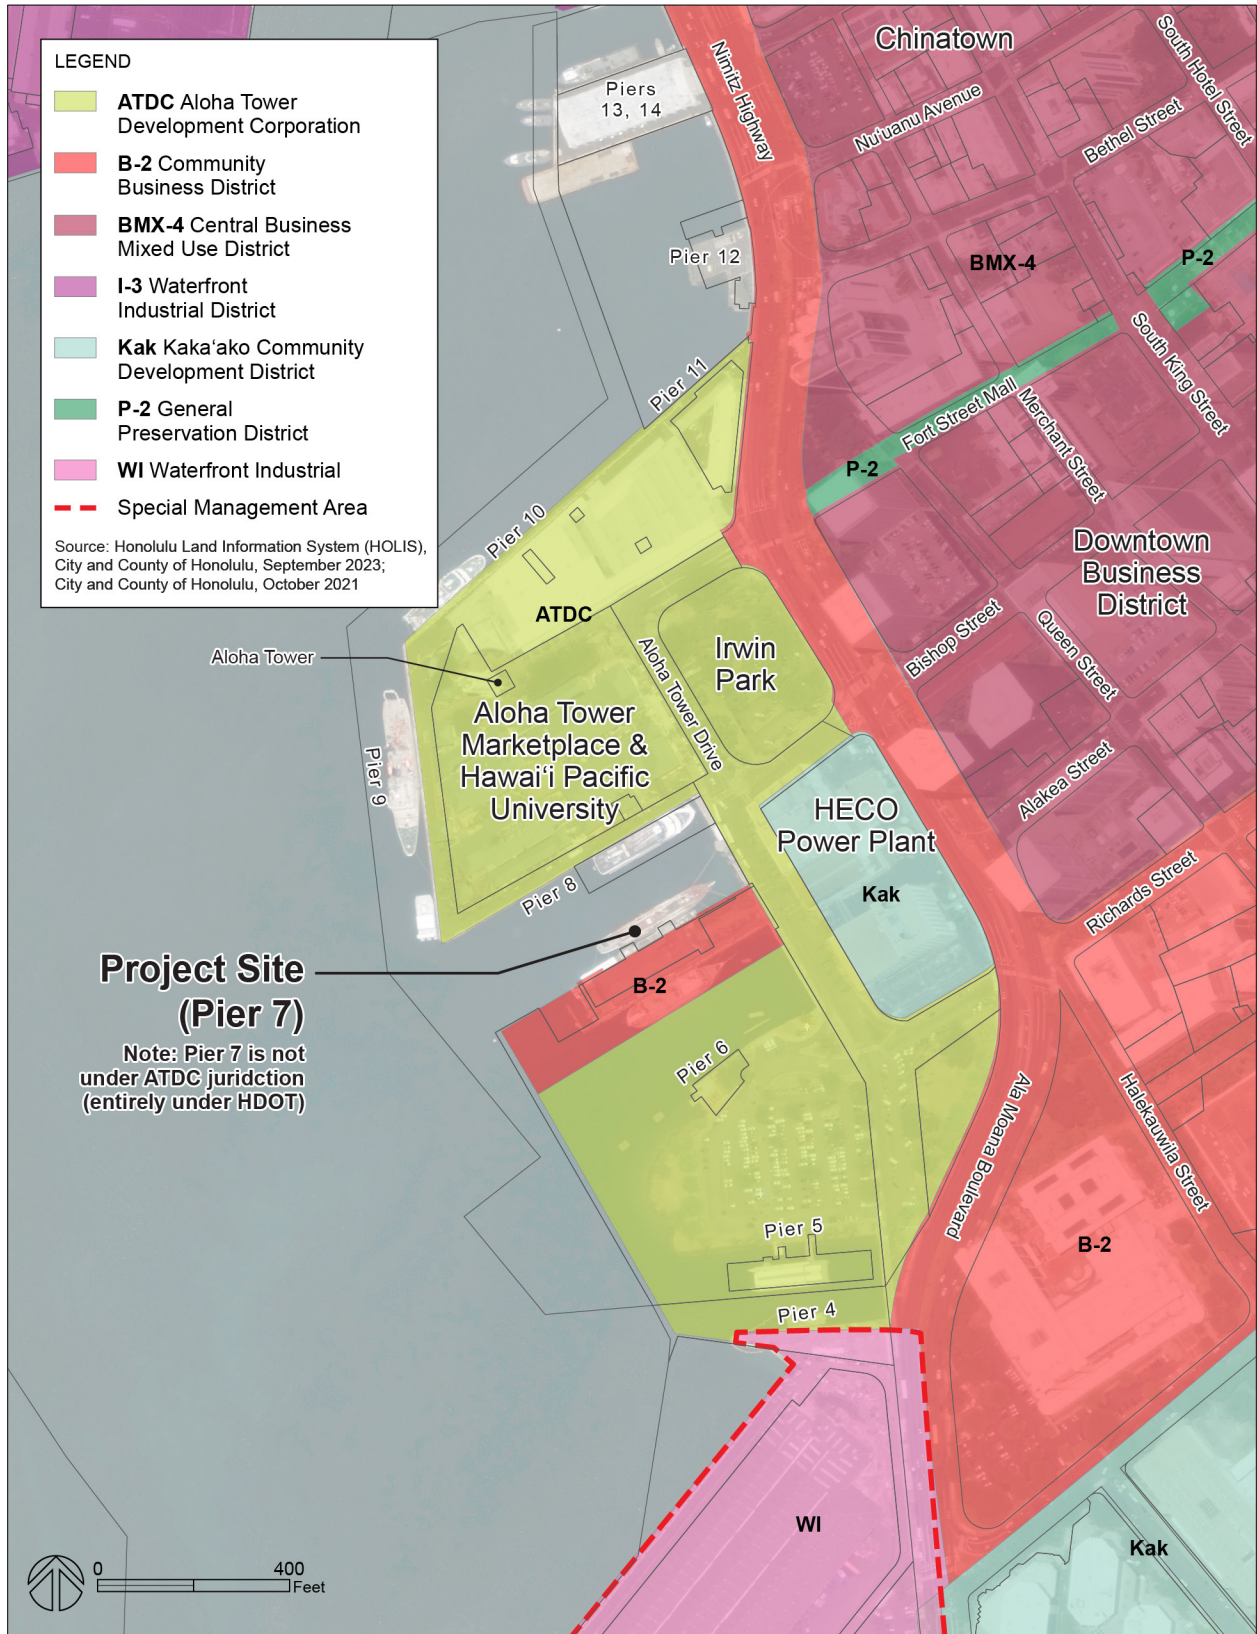 LEGEND
ATDC Aloha Tower
Development Corporation
B-2 Community
Business District
BMX-4 Central Business
Mixed Use District
I-3 Waterfront
Industrial District
Kak Kaka‘ako Community
Development District
P-2 General
Preservation District
WI Waterfront Industrial
Special Management Area
Source: Honolulu Land Information System (HOLIS),
City and County of Honolulu, September 2023;
City and County of Honolulu, October 2021
Chinatown
South Hotel Street
Nimitz Highway
Piers
13, 14
Nu‘uanu Avenue
Bethel Street
Pier 12
BMX-4
P-2
South King Street
Pier 11
Fort Street Mall
Merchant Street
P-2
Pier 10
Downtown
Business
District
ATDC
Aloha Tower
Aloha Tower Drive
Irwin
Park
Bishop Street
Queen Street
Aloha Tower
Marketplace &
Hawai‘i Pacific
University
Pier 9
Alakea Street
HECO
Power Plant
Kak
Pier 8
Richards Street
Project Site
(Pier 7)
Note: Pier 7 is not
under ATDC juridction
(entirely under HDOT)
B-2
Pier 6
Ala Moana Boulevard
Halekauwila Street
Pier 5
B-2
Pier 4
WI
Kak
0 400
Feet